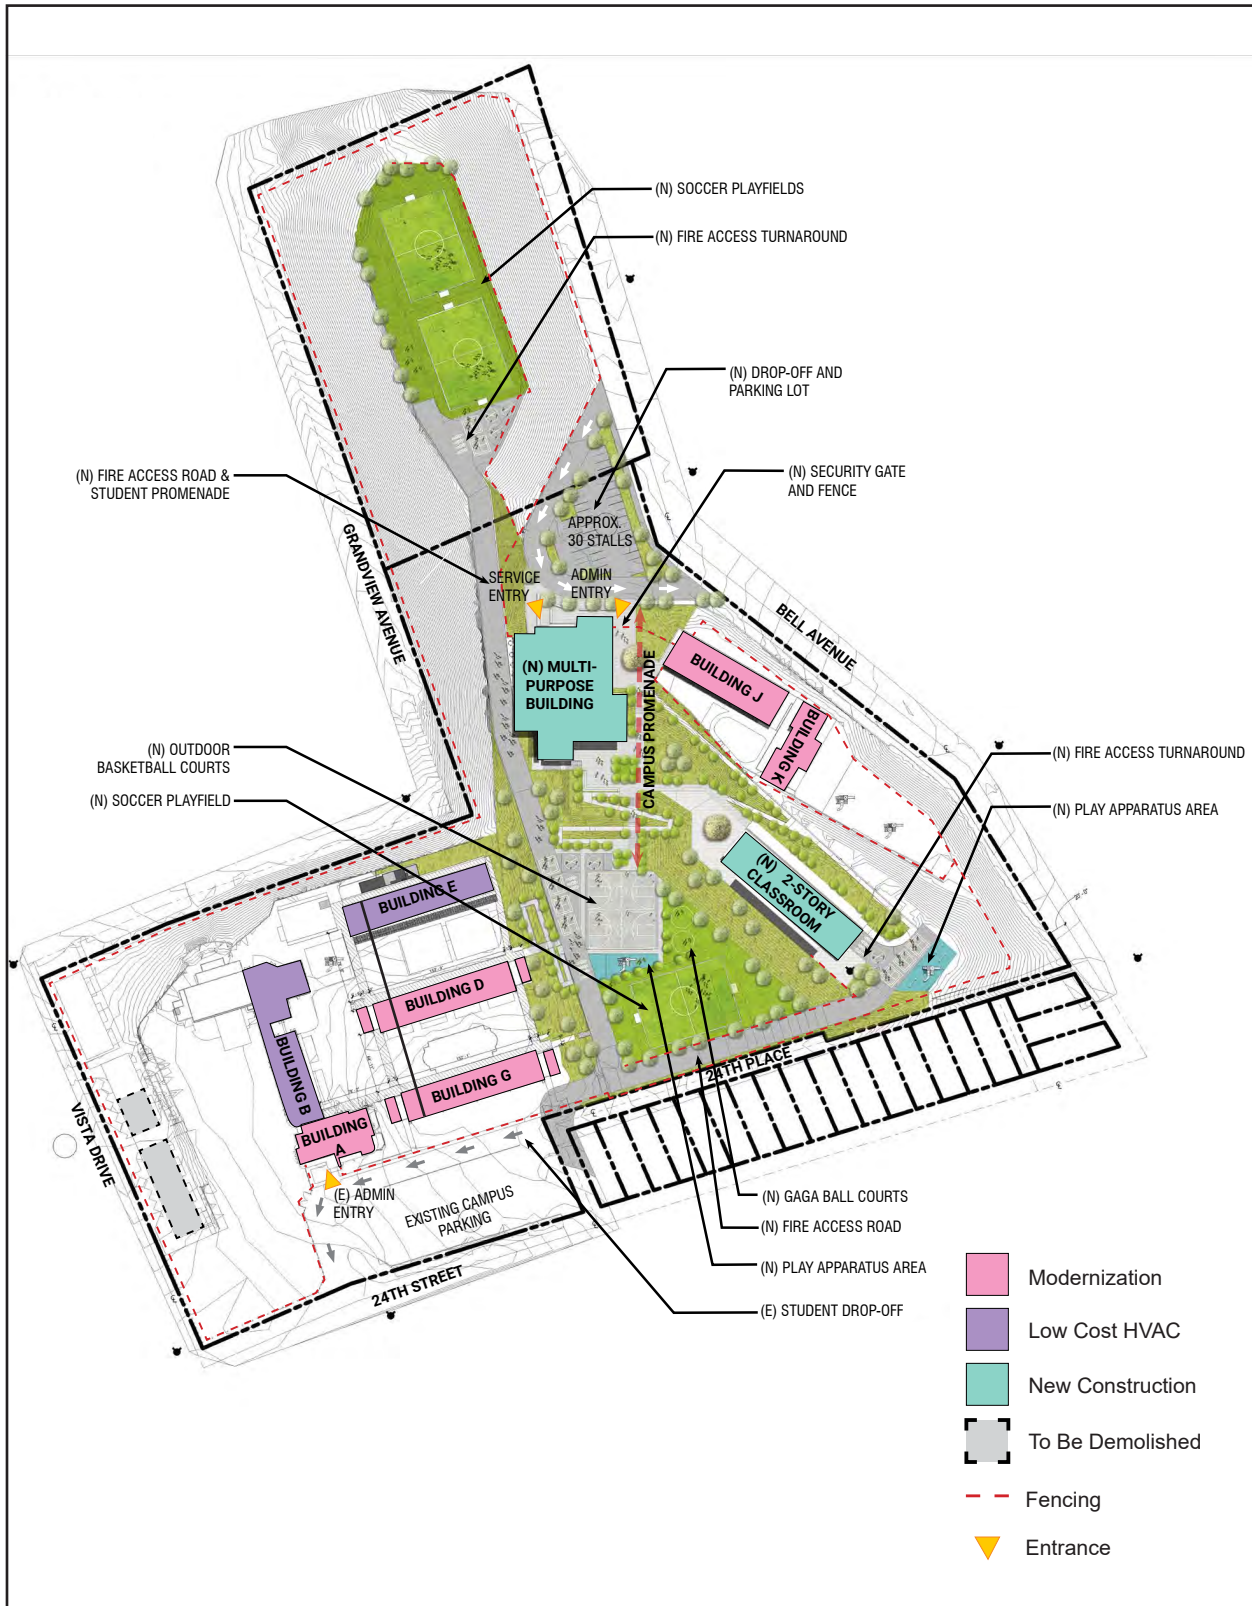 (N) SOCCER PLAYFIELDS
(N) FIRE ACCESS TURNAROUND
(N) DROP-OFF AND
PARKING LOT
(N) FIRE ACCESS ROAD &
STUDENT PROMENADE
(N) SECURITY GATE
AND FENCE
APPROX.
30 STALLS
GRANDVIEW AVENUE
SERVICE
ENTRY
ADMIN
ENTRY
BELL AVENUE
(N) MULTI-
PURPOSE
BUILDING
CAMPUS PROMENADE
BUILDING J
BUILDING K
(N) OUTDOOR
BASKETBALL COURTS
(N) FIRE ACCESS TURNAROUND
(N) SOCCER PLAYFIELD
(N) PLAY APPARATUS AREA
(N) 2-STORY
CLASSROOM
BUILDING E
BUILDING D
BUILDING B
BUILDING G
24TH PLACE
VISTA DRIVE
BUILDING
A
(E) ADMIN
ENTRY
EXISTING CAMPUS
PARKING
24TH STREET
(N) GAGA BALL COURTS
(N) FIRE ACCESS ROAD
(N) PLAY APPARATUS AREA
(E) STUDENT DROP-OFF
Modernization
Low Cost HVAC
New Construction
To Be Demolished
Fencing
Entrance